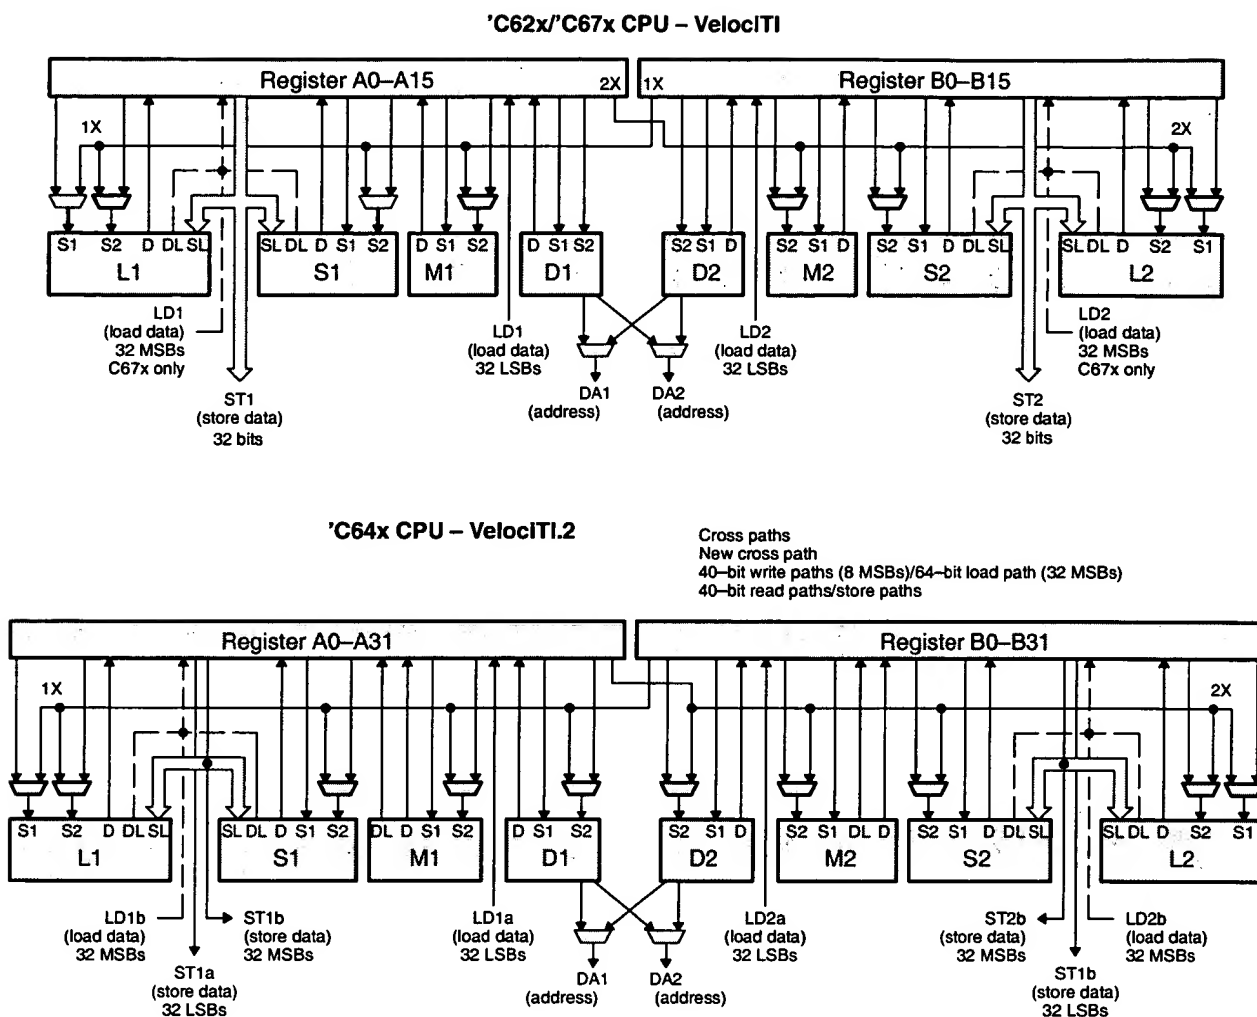 'C62x/'C67x CPU – VelociTI
Register A0–A15 2X 1X Register B0–B15
1X 2X
S1 S2 D DL SL SL DL D S1 S2 D S1 S2 D S1 S2 S2 S1 D S2 S1 D S2 S1 D DL SL SL DL D S2 S1
L1 S1 M1 D1 D2 M2 S2 L2
LD1
(load data)
32 MSBs
C67x only
ST1
(store data)
32 bits
LD1
(load data)
32 LSBs
DA1
(address)
DA2
(address)
LD2
(load data)
32 LSBs
LD2
(load data)
32 MSBs
C67x only
ST2
(store data)
32 bits
'C64x CPU – VelociTI.2
Cross paths
New cross path
40–bit write paths (8 MSBs)/64–bit load path (32 MSBs)
40–bit read paths/store paths
Register A0–A31 Register B0–B31
1X 2X
S1 S2 D DL SL SL DL D S1 S2 DL D S1 S2 D S1 S2 S2 S1 D S2 S1 DL D S2 S1 D DL SL SL DL D S2 S1
L1 S1 M1 D1 D2 M2 S2 L2
LD1b
(load data)
32 MSBs
ST1b
(store data)
32 MSBs
ST1a
(store data)
32 LSBs
LD1a
(load data)
32 LSBs
DA1
(address)
DA2
(address)
LD2a
(load data)
32 LSBs
ST2b
(store data)
32 MSBs
LD2b
(load data)
32 MSBs
ST1b
(store data)
32 LSBs